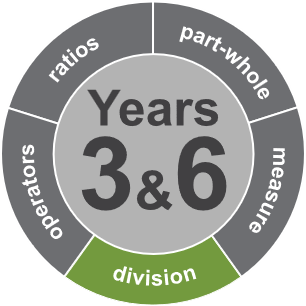 ratios
part-whole
Years
3&6
operators
measure
division